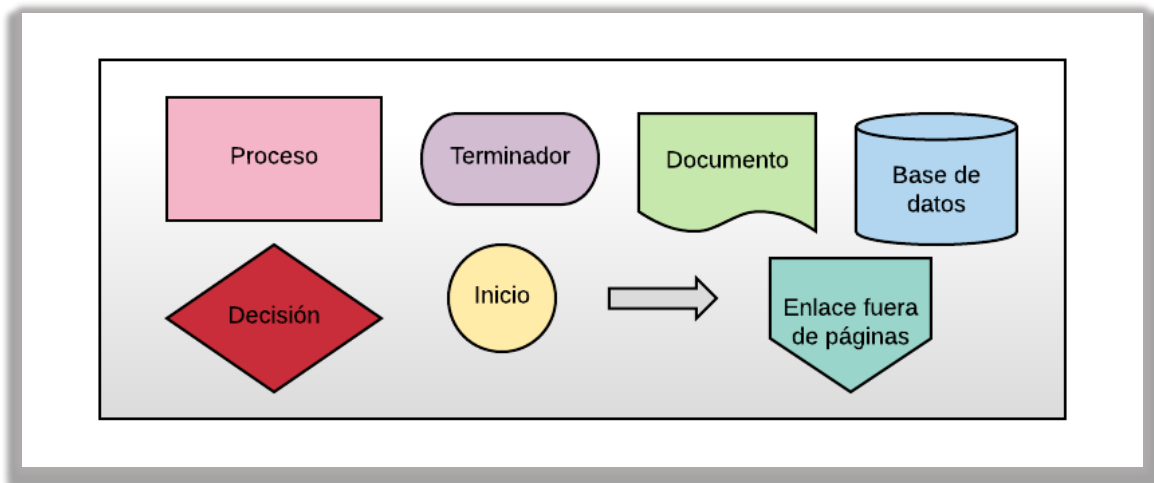 Proceso
Terminador
Documento
Base de
datos
Decisión
Inicio
Enlace fuera
de páginas